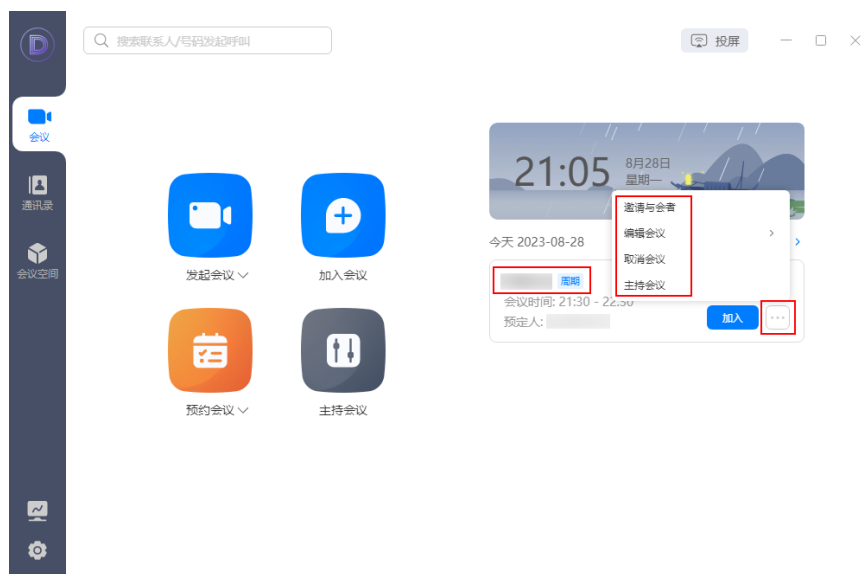 D
搜索联系人/号码发起呼叫
投屏
会议
通讯录
会议空间
发起会议
加入会议
预约会议
主持会议
21:05
8月28日
星期一
今天 2023-08-28
邀请与会者
编辑会议
取消会议
主持会议
周期
会议时间: 21:30 - 22:30
预定人:
加入